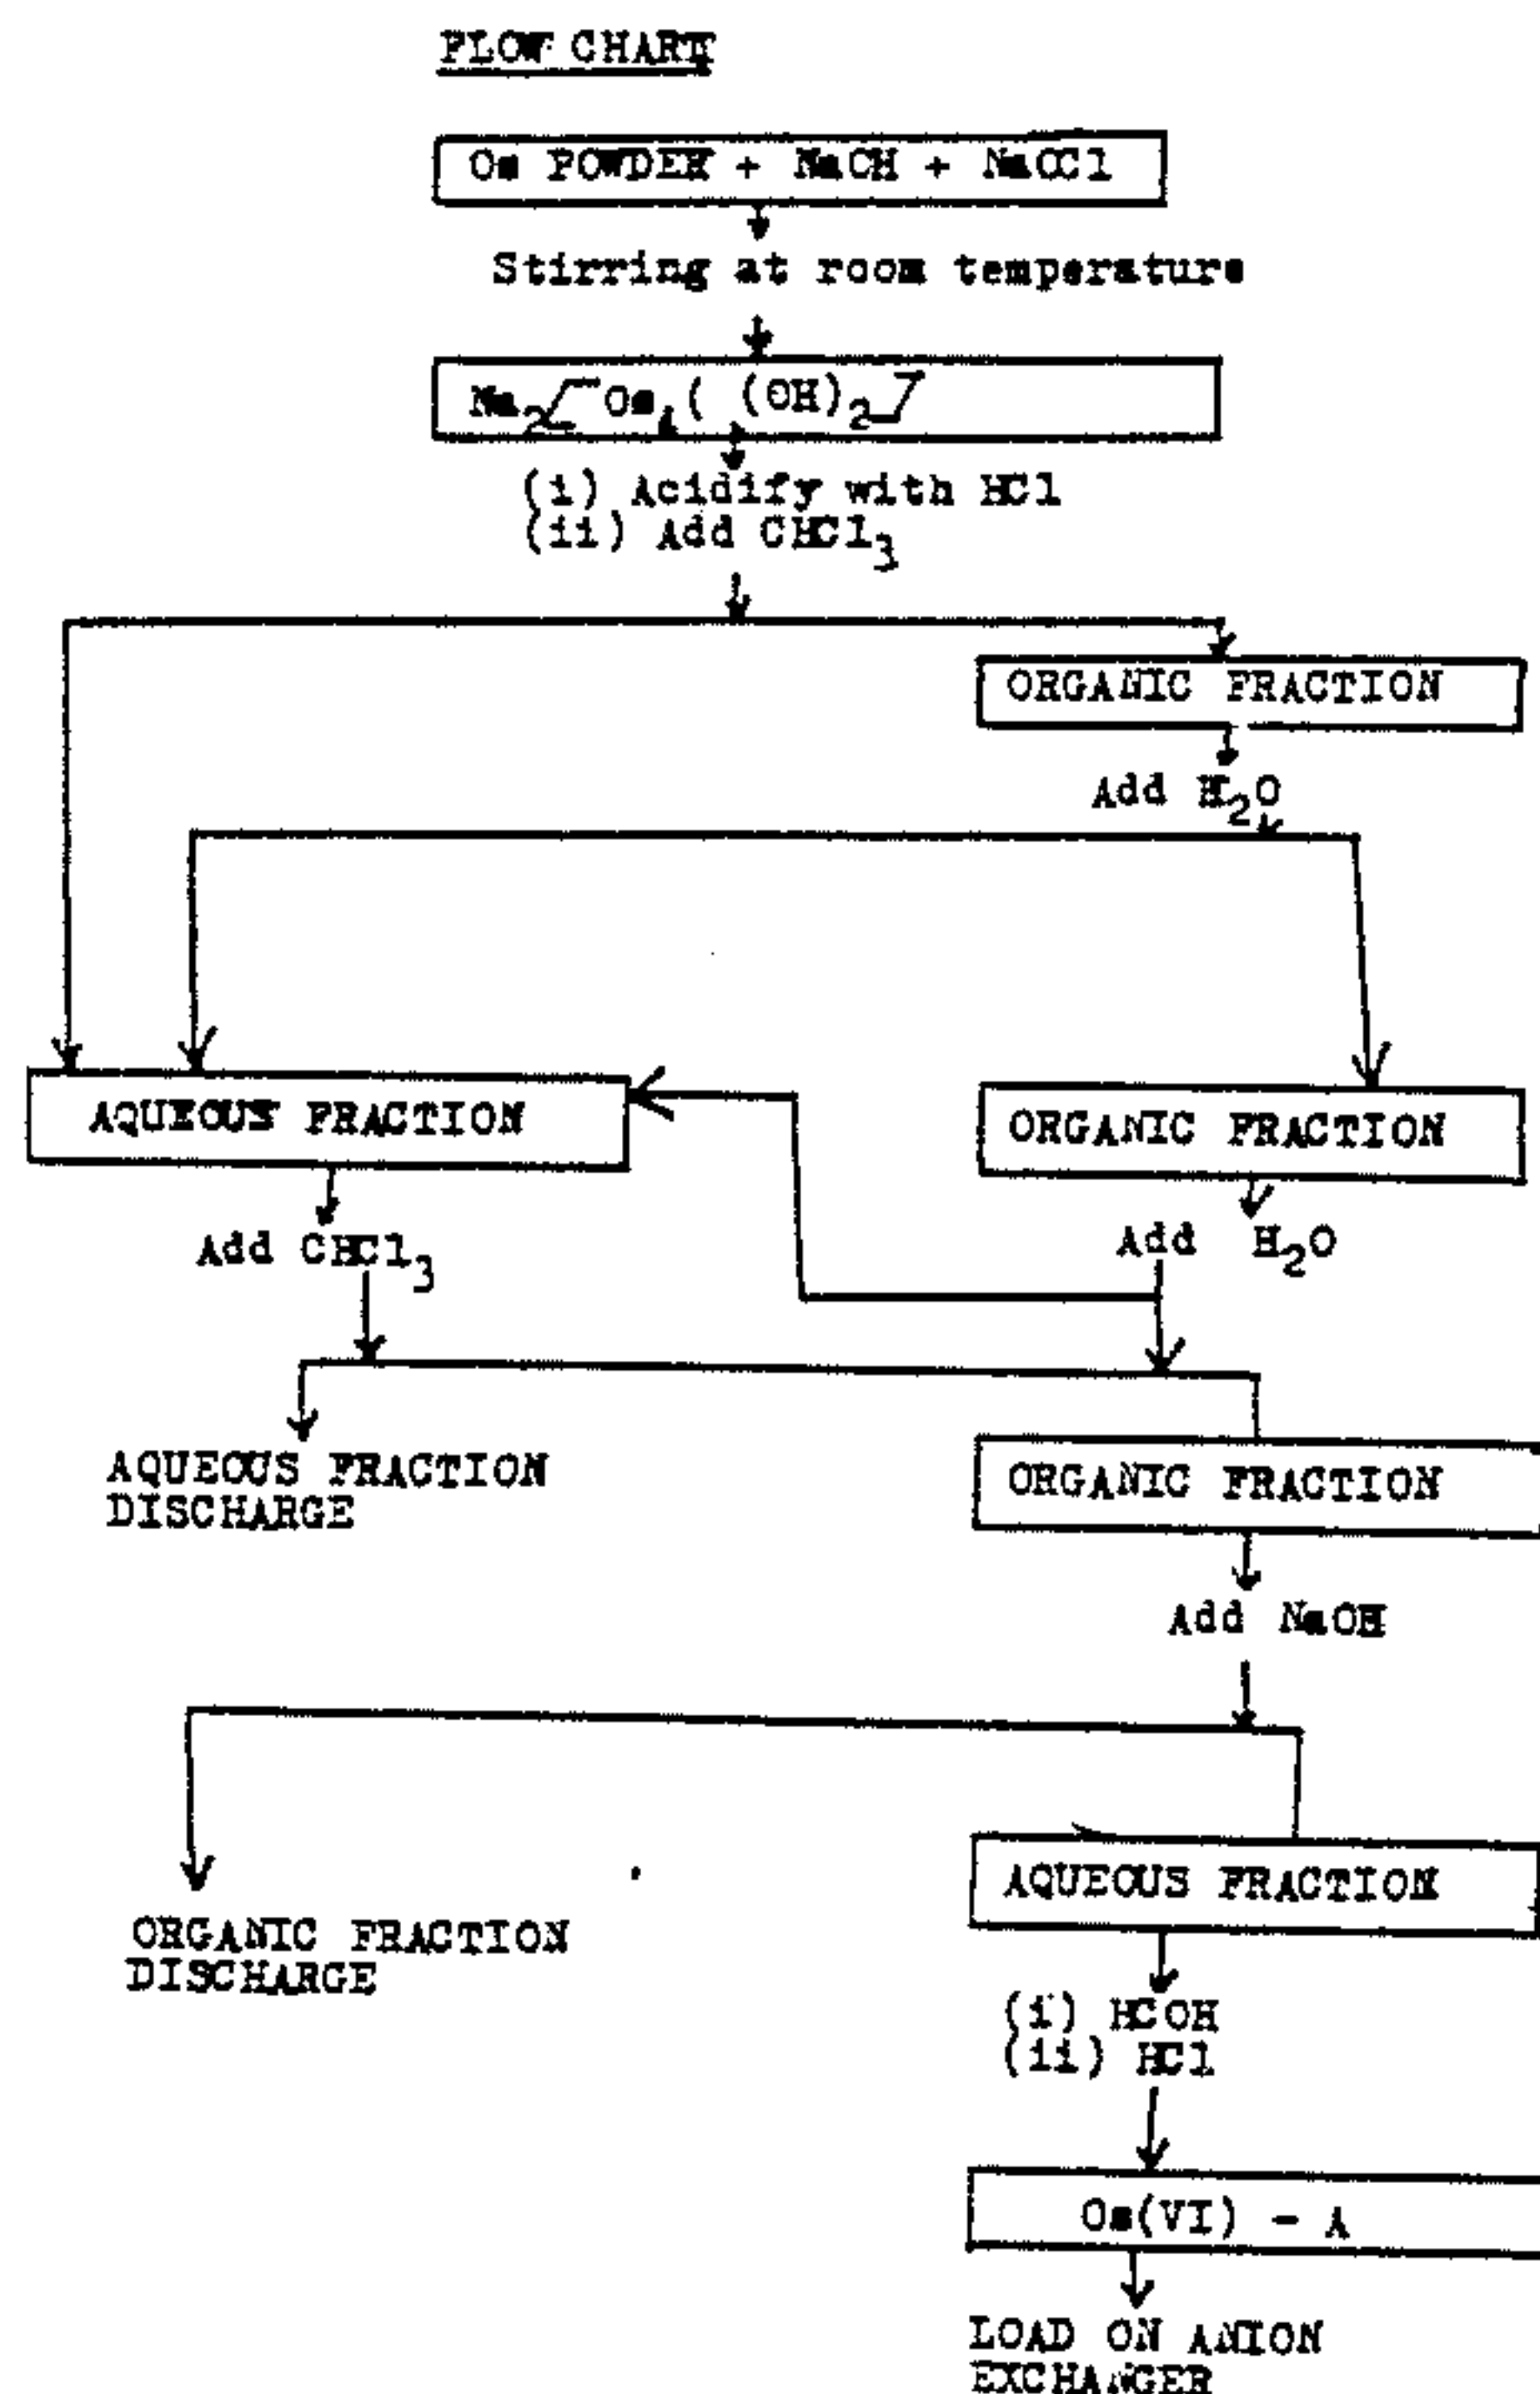 FLOW CHART
Os POWDER + NaOH + NaOCl
Stirring at room temperature
Na2[Os 4( (OH)2]
(i) Acidify with HCl
(ii) Add CHCl3
ORGANIC FRACTION
Add H2O
AQUEOUS FRACTION
ORGANIC FRACTION
Add CHCl3
Add H2O
AQUEOUS FRACTION
DISCHARGE
ORGANIC FRACTION
Add NaOH
AQUEOUS FRACTION
ORGANIC FRACTION
DISCHARGE
(i) HCOH
(ii) HCl
Os(VI) - A
LOAD ON ANION
EXCHANGER